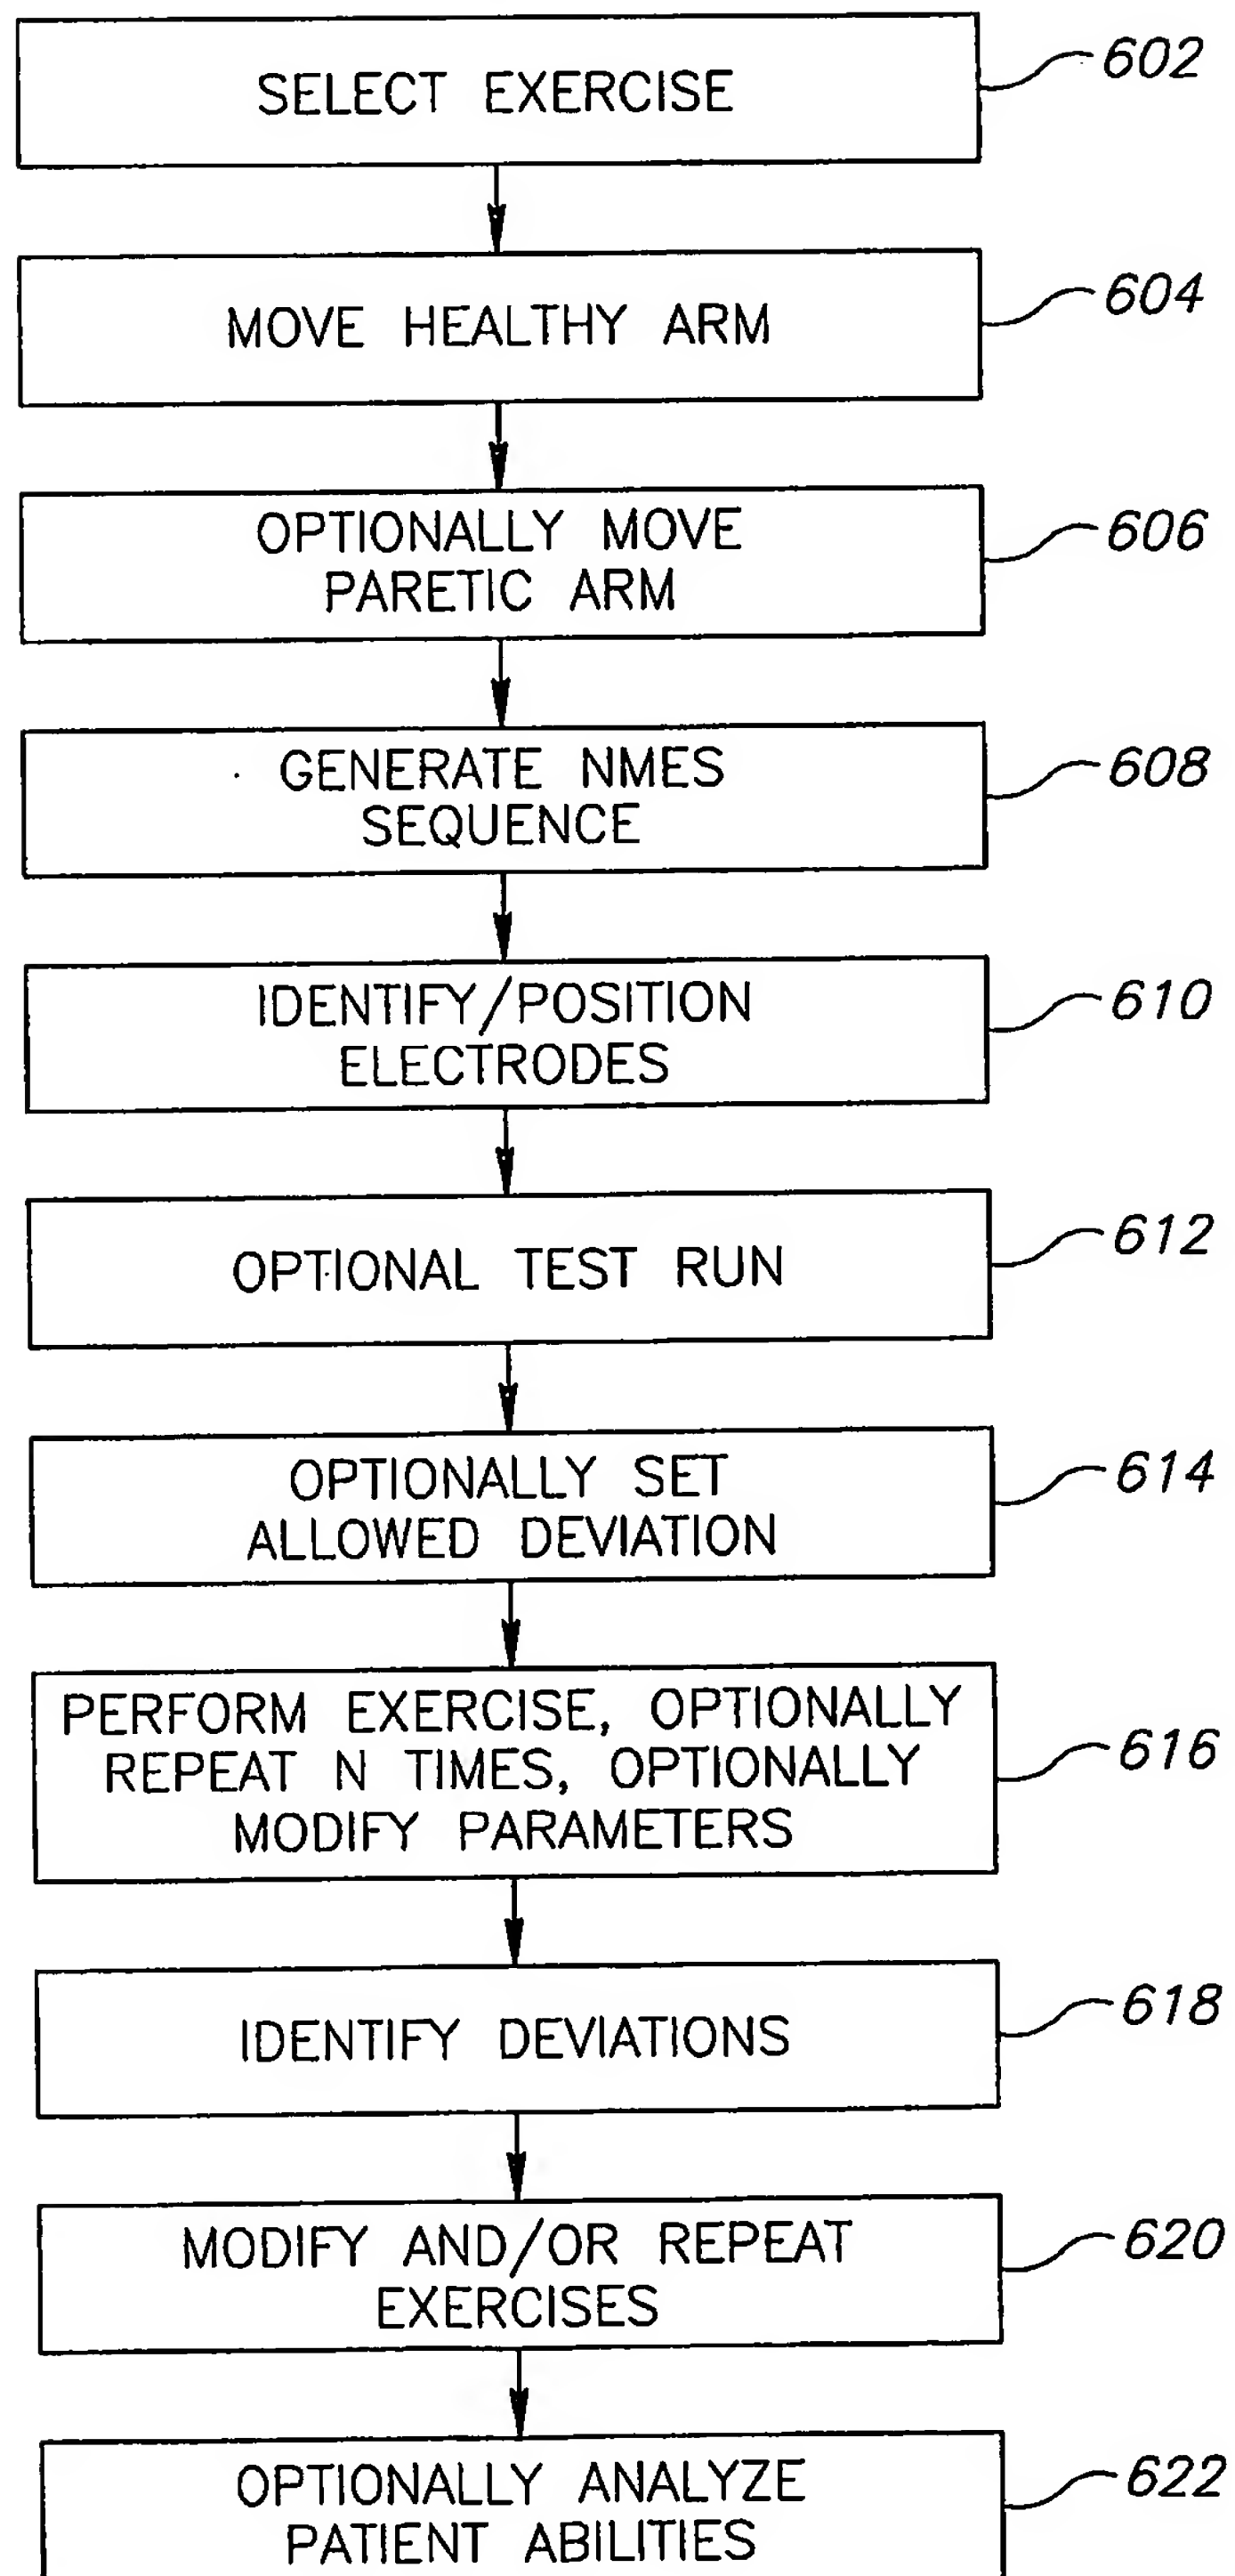 SELECT EXERCISE
602
MOVE HEALTHY ARM
604
OPTIONALLY MOVE
PARETIC ARM
606
GENERATE NMES
SEQUENCE
608
IDENTIFY/POSITION
ELECTRODES
610
OPTIONAL TEST RUN
612
OPTIONALLY SET
ALLOWED DEVIATION
614
PERFORM EXERCISE, OPTIONALLY
REPEAT N TIMES, OPTIONALLY
MODIFY PARAMETERS
616
IDENTIFY DEVIATIONS
618
MODIFY AND/OR REPEAT
EXERCISES
620
OPTIONALLY ANALYZE
PATIENT ABILITIES
622